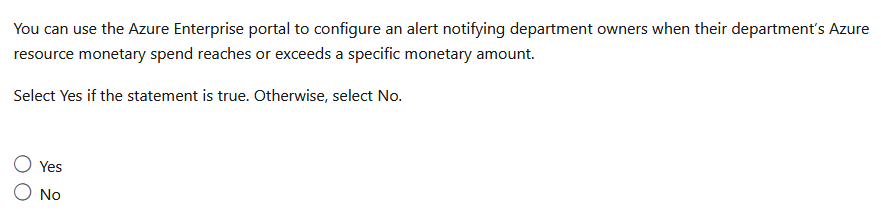 You can use the Azure Enterprise portal to configure an alert notifying department owners when their department's Azure
resource monetary spend reaches or exceeds a specific monetary amount.
Select Yes if the statement is true. Otherwise, select No.
Yes
No